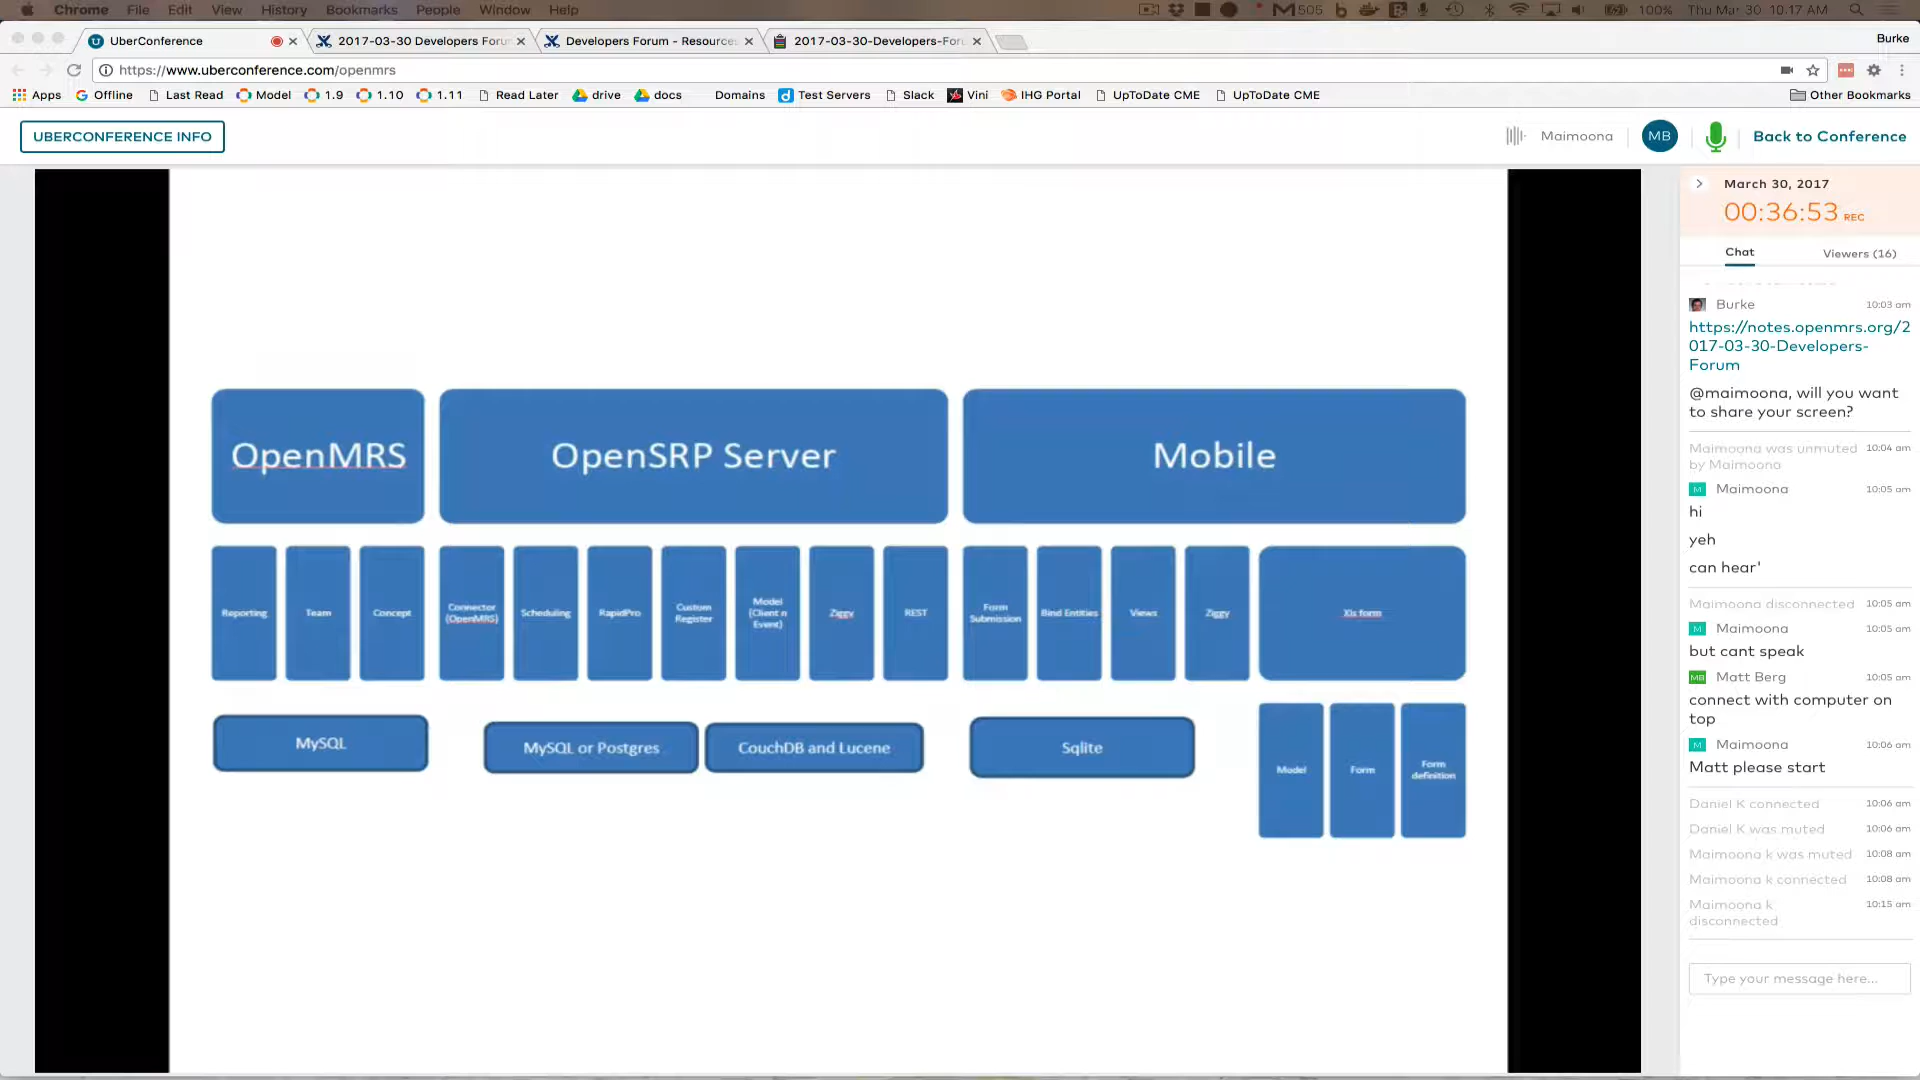 Chrome File Edit View History Bookmarks People Window Help 505 100% Thu Mar 30 10:17 AM
UberConference 2017-03-30 Developers Foru Developers Forum - Resource 2017-03-30-Developers-For Burke
https://www.uberconference.com/openmrs
Apps Offline Last Read Model 1.9 1.10 1.11 Read Later drive docs Domains Test Servers Slack Vini IHG Portal UpToDate CME UpToDate CME Other Bookmarks
UBERCONFERENCE INFO Maimoona MB Back to Conference
March 30, 2017
00:36:53 REC
Chat Viewers (16)
Burke 10:03 am
https://notes.openmrs.org/2
017-03-30-Developers-
Forum
@maimoona, will you want
to share your screen?
Maimoona was unmuted 10:04 am
by Maimoona
M Maimoona 10:05 am
hi
yeh
can hear'
Maimoona disconnected 10:05 am
M Maimoona 10:05 am
but cant speak
MB Matt Berg 10:05 am
connect with computer on
top
M Maimoona 10:06 am
Matt please start
Daniel K connected 10:06 am
Daniel K was muted 10:06 am
Maimoona k was muted 10:08 am
Maimoona k connected 10:08 am
Maimoona k 10:15 am
disconnected
Type your message here...
OpenMRS OpenSRP Server Mobile
Reporting
Team
Concept
Connector
(OpenMRS)
Scheduling
RapidPro
Custom
Register
Model
(Client n
Event)
Ziggy
REST
Form
Submission
Bind Entities
Views
Ziggy
Xls form
MySQL
MySQL or Postgres
CouchDB and Lucene
Sqlite
Model
Form
Form
definition